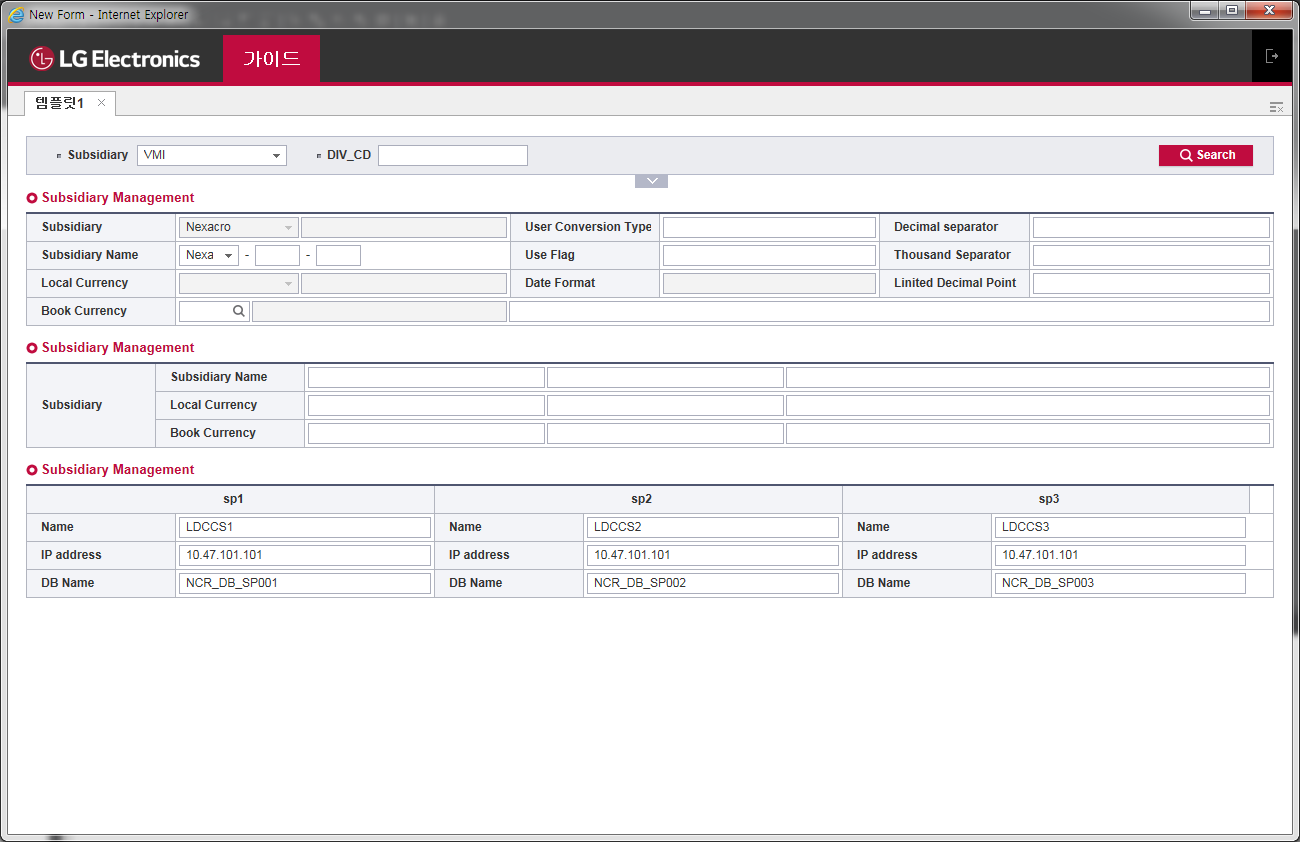 New Form - Internet Explorer
LG Electronics 가이드
템플릿1
Subsidiary VMI DIV_CD Search
Subsidiary Management
Subsidiary Nexacro User Conversion Type Decimal separator
Subsidiary Name Nexa - - Use Flag Thousand Separator
Local Currency Date Format Linited Decimal Point
Book Currency
Subsidiary Management
Subsidiary Name
Subsidiary Local Currency
Book Currency
Subsidiary Management
sp1 sp2 sp3
Name LDCCS1 Name LDCCS2 Name LDCCS3
IP address 10.47.101.101 IP address 10.47.101.101 IP address 10.47.101.101
DB Name NCR_DB_SP001 DB Name NCR_DB_SP002 DB Name NCR_DB_SP003